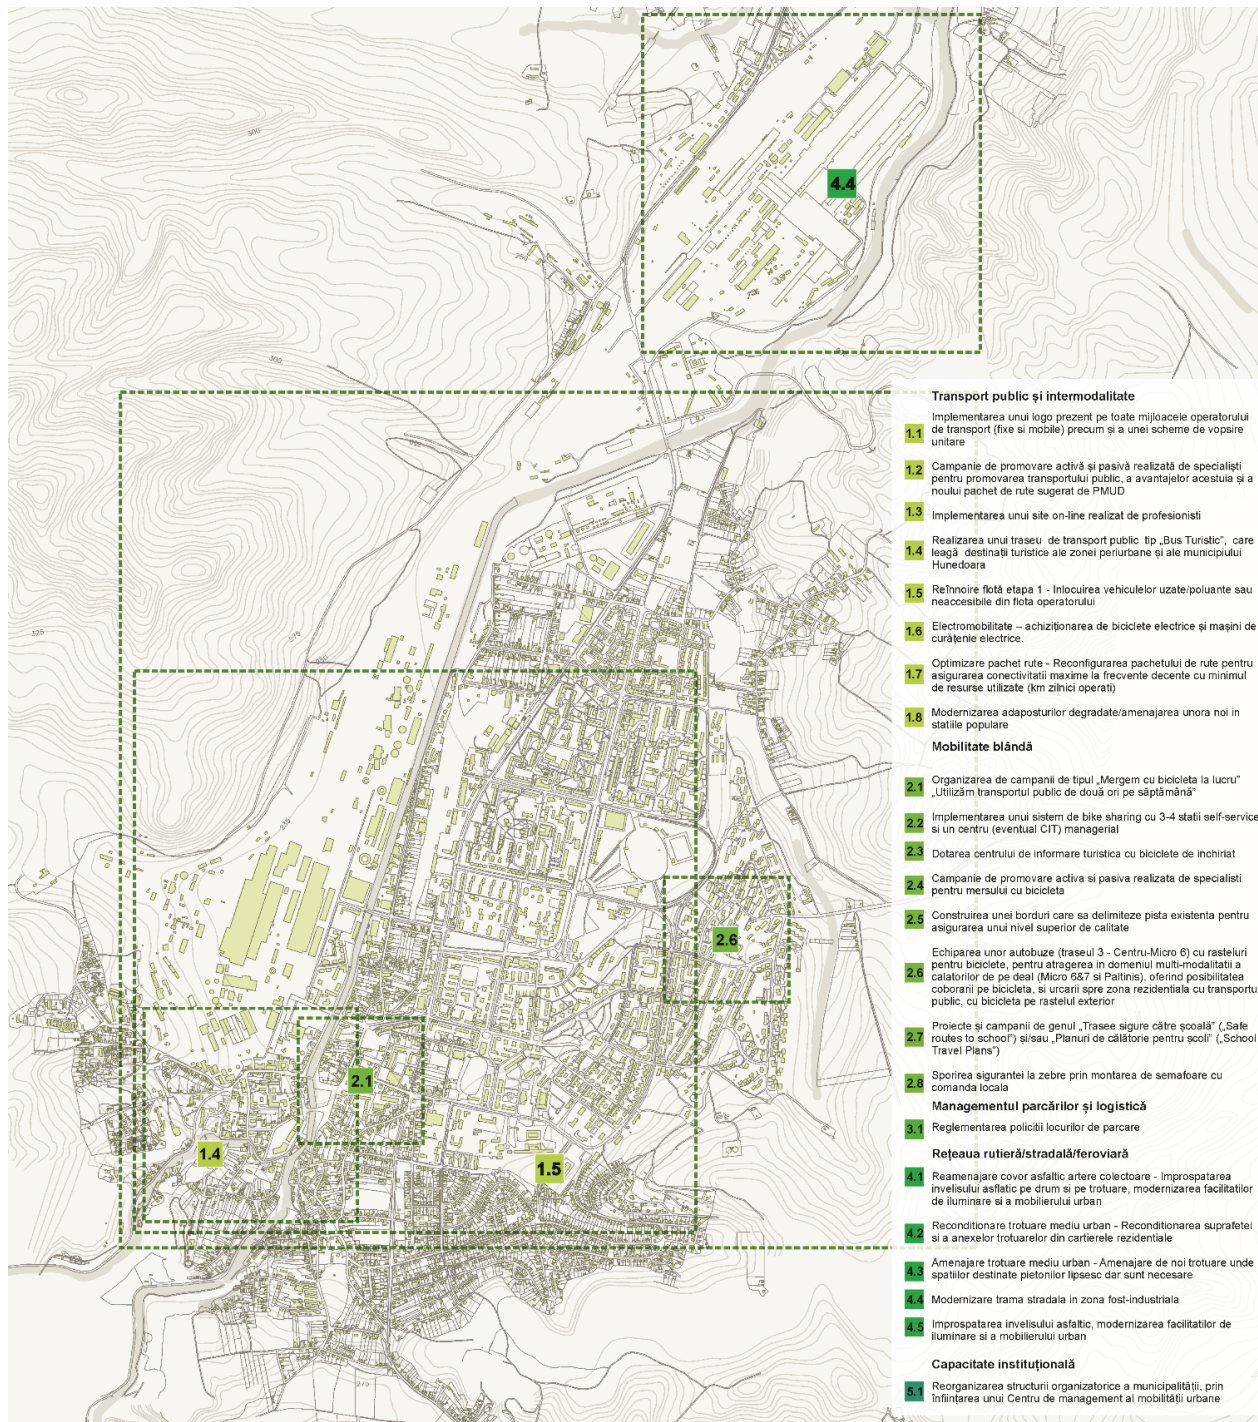 300
225
4.4
250
300
300
275
325
250
235
2.6
2.1
1.4
1.5
275
Transport public și intermodalitate
1.1 Implementarea unui logo prezent pe toate mijloacele operatorului
de transport (fixe si mobile) precum și a unei scheme de vopsire
unitare
1.2 Campanie de promovare activă și pasivă realizată de specialiști
pentru promovarea transportului public, a avantajelor acestuia și a
noului pachet de rute sugerat de PMUD
1.3 Implementarea unui site on-line realizat de profesionisti
1.4 Realizarea unui traseu de transport public tip „Bus Turistic”, care
leagă destinații turistice ale zonei periurbane și ale municipiului
Hunedoara
1.5 Reînnoire flotă etapa 1 - Inlocuirea vehiculelor uzate/poluante sau
neaccesibile din flota operatorului
1.6 Electromobilitate – achiziționarea de biciclete electrice și mașini de
curățenie electrice.
1.7 Optimizare pachet rute - Reconfigurarea pachetului de rute pentru
asigurarea conectivitatii maxime la frecvente decente cu minimul
de resurse utilizate (km zilnici operati)
1.8 Modernizarea adaposturilor degradate/amenajarea unora noi in
statiile populare
Mobilitate blândă
2.1 Organizarea de campanii de tipul „Mergem cu bicicleta la lucru”
„Utilizăm transportul public de două ori pe săptămână”
2.2 Implementarea unui sistem de bike sharing cu 3-4 statii self-service
si un centru (eventual CIT) managerial
2.3 Dotarea centrului de informare turistica cu biciclete de inchiriat
2.4 Campanie de promovare activa si pasiva realizata de specialisti
pentru mersului cu bicicleta
2.5 Construirea unei borduri care sa delimiteze pista existenta pentru
asigurarea unui nivel superior de calitate
2.6 Echiparea unor autobuze (traseul 3 - Centru-Micro 6) cu rasteluri
pentru biciclete, pentru atragerea in domeniul multi-modalitatii a
calatorilor de pe deal (Micro 6&7 si Paltinis), oferind posibilitatea
coborarii pe bicicleta, si urcarii spre zona rezidentiala cu transportu
public, cu bicicleta pe rastelul exterior
2.7 Proiecte și campanii de genul „Trasee sigure către școală” („Safe
routes to school”) și/sau „Planuri de călătorie pentru școli” („School
Travel Plans”)
2.8 Sporirea sigurantei la zebre prin montarea de semafoare cu
comanda locala
Managementul parcărilor și logistică
3.1 Reglementarea policitii locurilor de parcare
Rețeaua rutieră/stradală/feroviară
4.1 Reamenajare covor asfaltic artere colectoare - Improspatarea
invelisului asflatic pe drum si pe trotuare, modernizarea facilitatilor
de iluminare si a mobilierului urban
4.2 Reconditionare trotuare mediu urban - Reconditionarea suprafetei
si a anexelor trotuarelor din cartierele rezidentiale
4.3 Amenajare trotuare mediu urban - Amenajare de noi trotuare unde
spatiilor destinate pietonilor lipsesc dar sunt necesare
4.4 Modernizare trama stradala in zona fost-industriala
4.5 Improspatarea invelisului asfaltic, modernizarea facilitatilor de
iluminare si a mobilierului urban
Capacitate instituțională
5.1 Reorganizarea structurii organizatorice a municipalității, prin
înființarea unui Centru de management al mobilității urbane